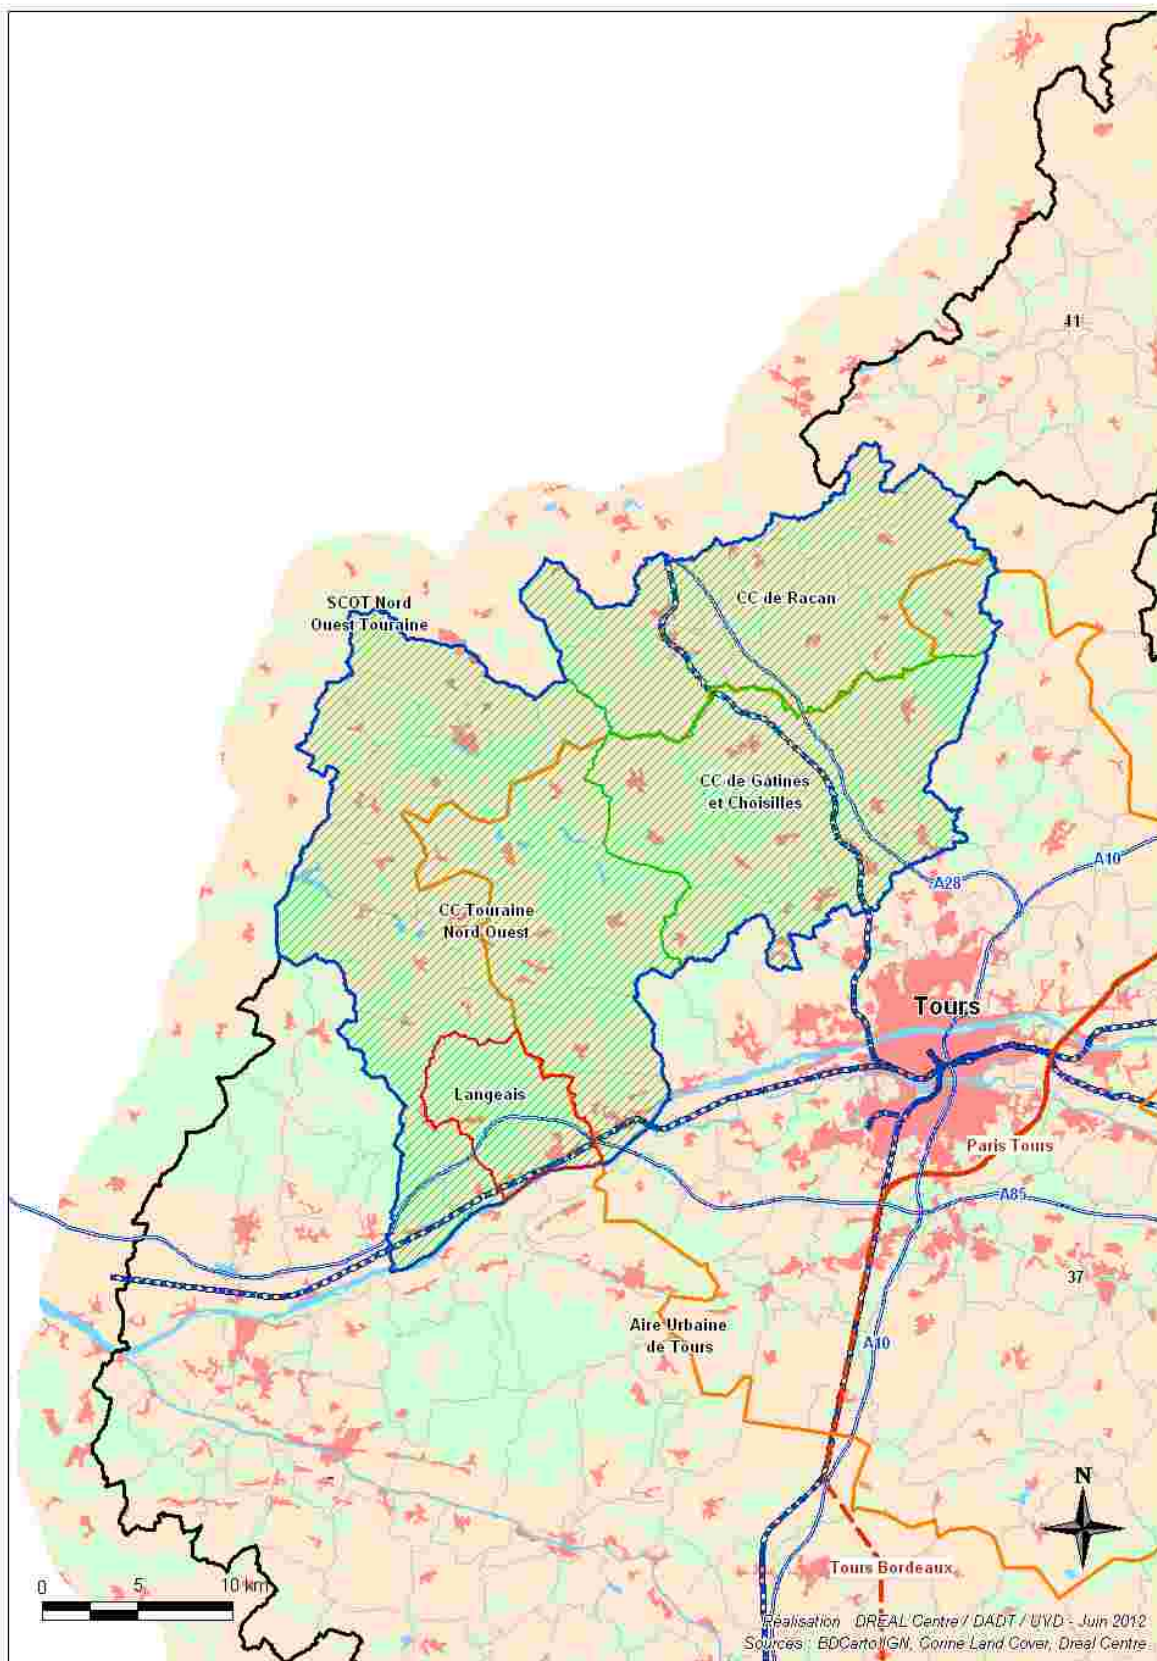 41
SCOT Nord
Ouest Touraine
CC de Racan
CC de Gâtines
et Choisilles
A10
A28
CC Touraine
Nord Ouest
Tours
Langeais
Paris Tours
A85
37
Aire Urbaine
de Tours
A10
N
Tours Bordeaux
0 5 10 km
Réalisation DREAL Centre / DADT / UVD - Juin 2012
Sources : BDCarto IGN, Corine Land Cover, Dreal Centre